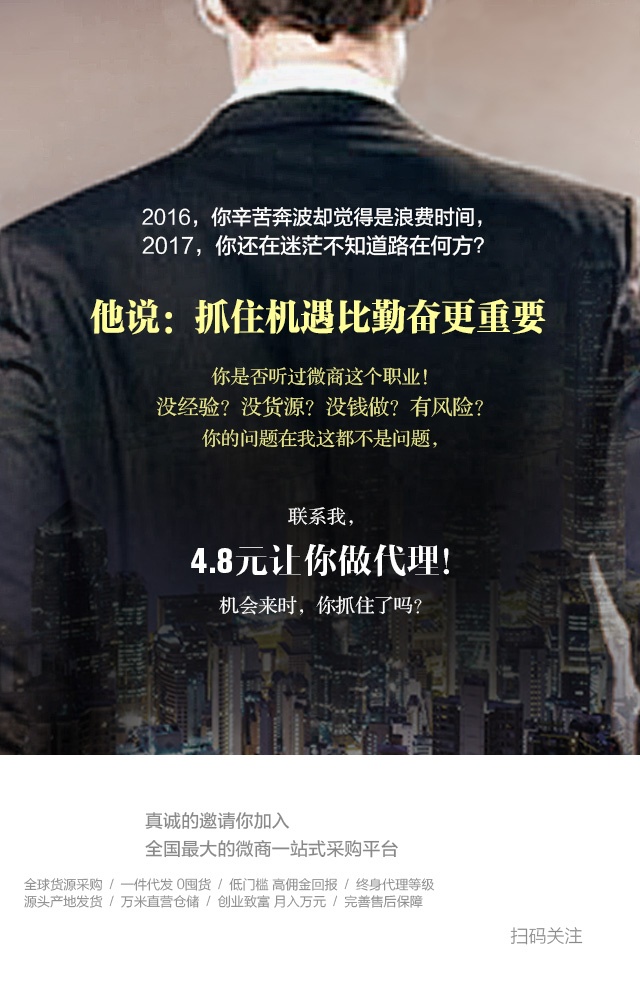 2016，你辛苦奔波却觉得是浪费时间，
2017，你还在迷茫不知道路在何方？
他说：抓住机遇比勤奋更重要
你是否听过微商这个职业！
没经验？没货源？没钱做？有风险？
你的问题在我这都不是问题，
联系我，
4.8元让你做代理！
机会来时，你抓住了吗？
真诚的邀请你加入
全国最大的微商一站式采购平台
全球货源采购 / 一件代发 0囤货 / 低门槛 高佣金回报 / 终身代理等级
源头产地发货 / 万米直营仓储 / 创业致富 月入万元 / 完善售后保障
扫码关注